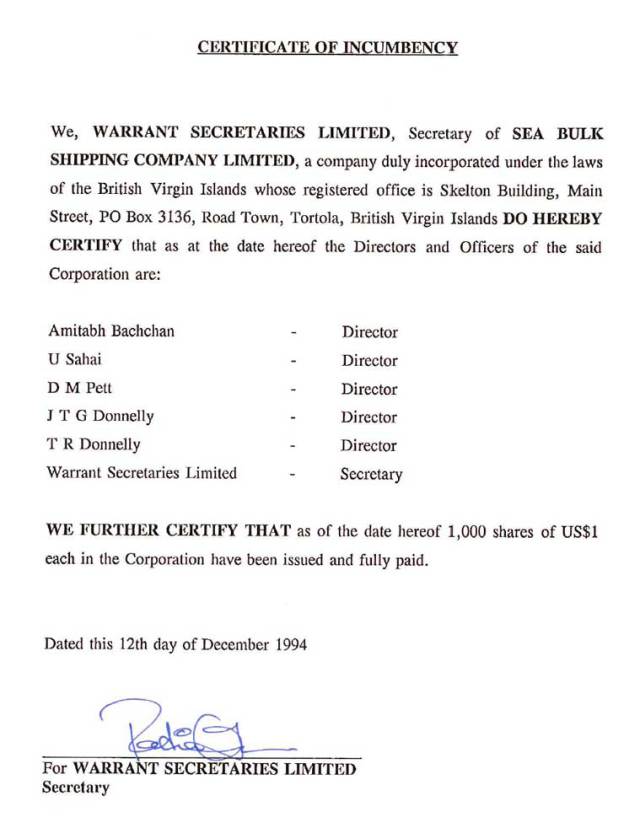 CERTIFICATE OF INCUMBENCY
We, WARRANT SECRETARIES LIMITED, Secretary of SEA BULK
SHIPPING COMPANY LIMITED, a company duly incorporated under the laws
of the British Virgin Islands whose registered office is Skelton Building, Main
Street, PO Box 3136, Road Town, Tortola, British Virgin Islands DO HEREBY
CERTIFY that as at the date hereof the Directors and Officers of the said
Corporation are:
Amitabh Bachchan - Director
U Sahai - Director
D M Pett - Director
J T G Donnelly - Director
T R Donnelly - Director
Warrant Secretaries Limited - Secretary
WE FURTHER CERTIFY THAT as of the date hereof 1,000 shares of US$1
each in the Corporation have been issued and fully paid.
Dated this 12th day of December 1994
For WARRANT SECRETARIES LIMITED
Secretary